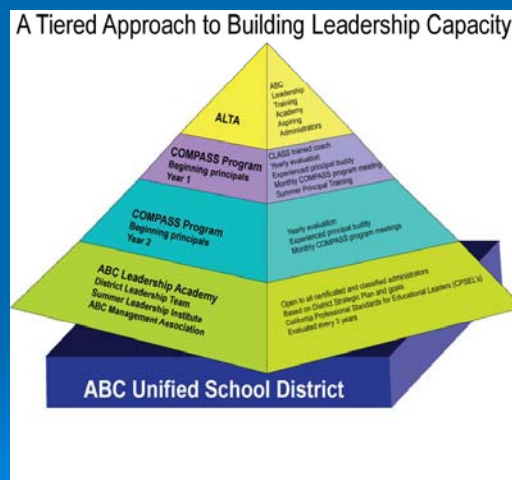 A Tiered Approach to Building Leadership Capacity
ALTA
ABC
Leadership
Training
Academy
Aspiring
Administrators
COMPASS Program
Beginning principals
Year 1
CLASS trained coach
Yearly evaluation
Experienced principal buddy
Monthly COMPASS program meetings
Summer Principal Training
COMPASS Program
Beginning principals
Year 2
Yearly evaluation
Experienced principal buddy
Monthly COMPASS program meetings
ABC Leadership Academy
District Leadership Team
Summer Leadership Institute
ABC Management Association
Open to all certificated and classified administrators
Based on District Strategic Plan and goals
California Professional Standards for Educational Leaders (CPSEL's)
Evaluated every 3 years
ABC Unified School District